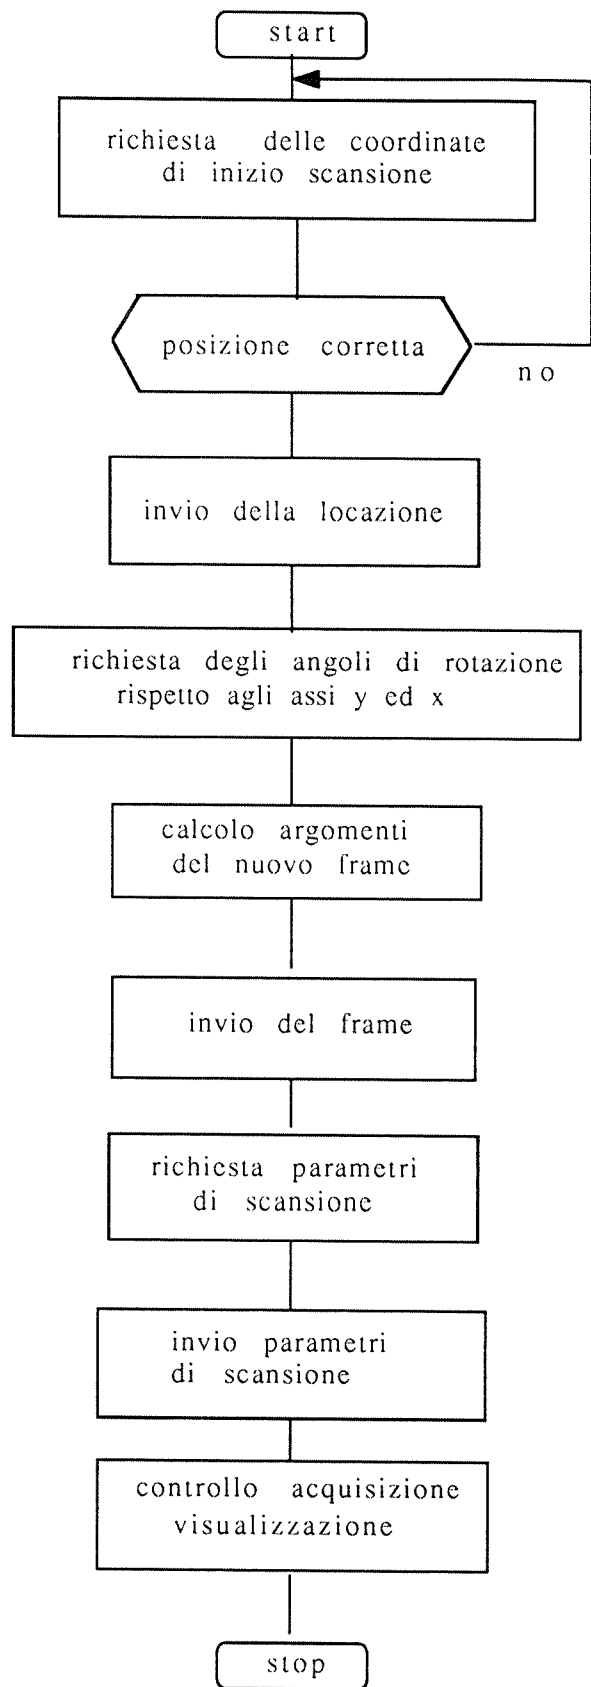 start
richiesta delle coordinate
di inizio scansione
posizione corretta
no
invio della locazione
richiesta degli angoli di rotazione
rispetto agli assi y ed x
calcolo argomenti
del nuovo frame
invio del frame
richiesta parametri
di scansione
invio parametri
di scansione
controllo acquisizione
visualizzazione
stop